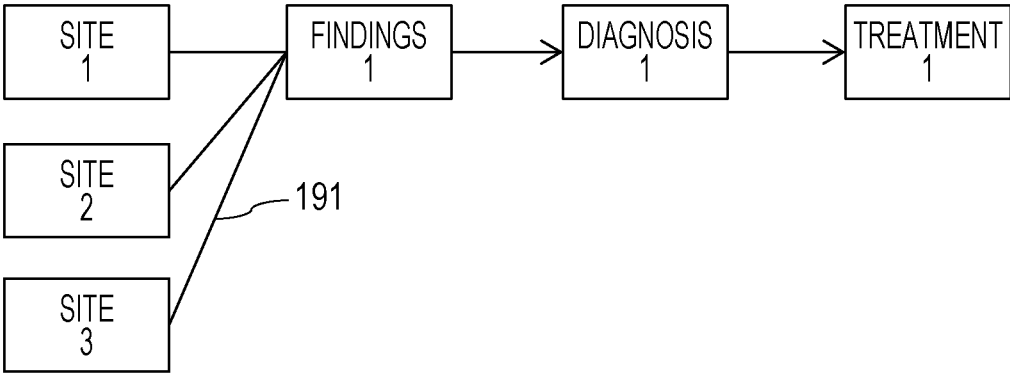 SITE
1
FINDINGS
1
DIAGNOSIS
1
TREATMENT
1
SITE
2
191
SITE
3